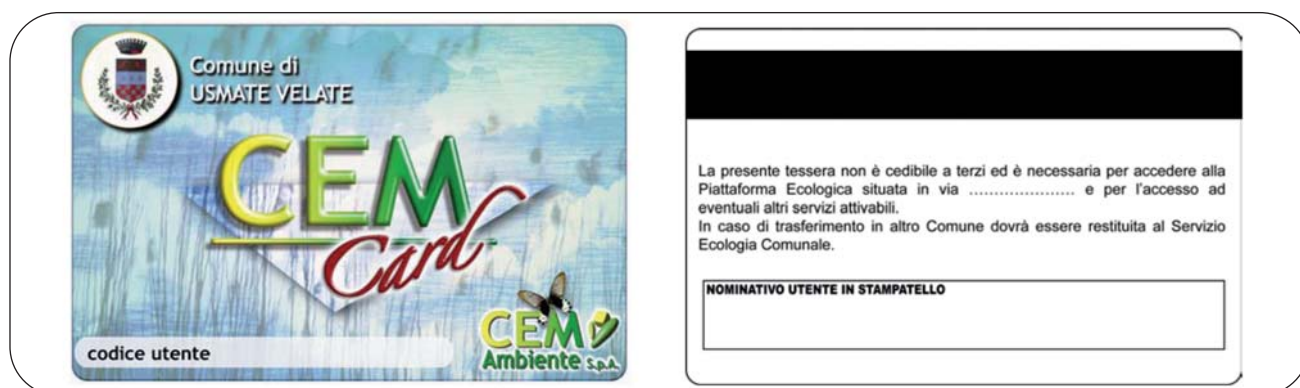 Comune di
USMATE VELATE
CEM
Card
codice utente
CEM
Ambiente S.p.A.
La presente tessera non è cedibile a terzi ed è necessaria per accedere alla
Piattaforma Ecologica situata in via ..................... e per l'accesso ad
eventuali altri servizi attivabili.
In caso di trasferimento in altro Comune dovrà essere restituita al Servizio
Ecologia Comunale.
NOMINATIVO UTENTE IN STAMPATELLO